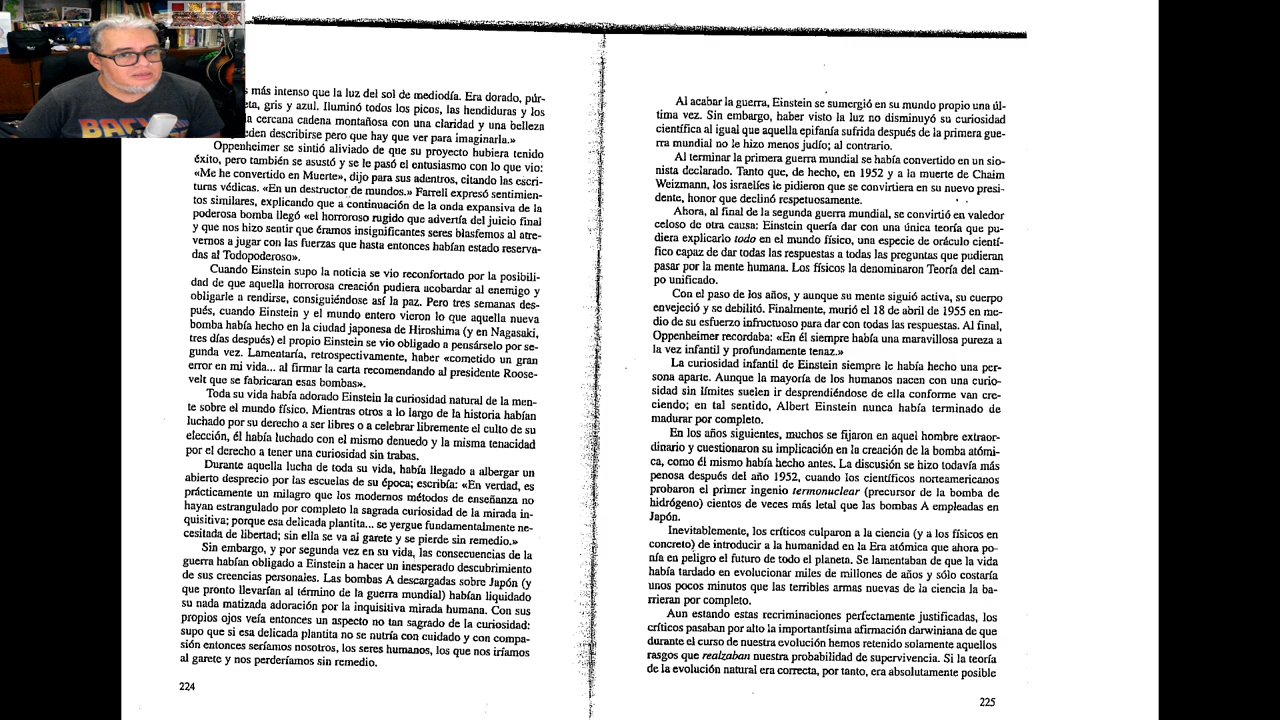 BACK
s más intenso que la luz del sol de mediodía. Era dorado, púr-
eta, gris y azul. Iluminó todos los picos, las hendiduras y los
a cercana cadena montañosa con una claridad y una belleza
eden describirse pero que hay que ver para imaginarla.»
Oppenheimer se sintió aliviado de que su proyecto hubiera tenido
éxito, pero también se asustó y se le pasó el entusiasmo con lo que vio:
«Me he convertido en Muerte», dijo para sus adentros, citando las escri-
turas védicas. «En un destructor de mundos.» Farrell expresó sentimien-
tos similares, explicando que a continuación de la onda expansiva de la
poderosa bomba llegó «el horroroso rugido que advertía del juicio final
y que nos hizo sentir que éramos insignificantes seres blasfemos al atre-
vernos a jugar con las fuerzas que hasta entonces habían estado reserva-
das al Todopoderoso».
Cuando Einstein supo la noticia se vio reconfortado por la posibili-
dad de que aquella horrorosa creación pudiera acobardar al enemigo y
obligarle a rendirse, consiguiéndose así la paz. Pero tres semanas des-
pués, cuando Einstein y el mundo entero vieron lo que aquella nueva
bomba había hecho en la ciudad japonesa de Hiroshima (y en Nagasaki,
tres días después) el propio Einstein se vio obligado a pensárselo por se-
gunda vez. Lamentaría, retrospectivamente, haber «cometido un gran
error en mi vida... al firmar la carta recomendando al presidente Roose-
velt que se fabricaran esas bombas».
Toda su vida había adorado Einstein la curiosidad natural de la men-
te sobre el mundo físico. Mientras otros a lo largo de la historia habían
luchado por su derecho a ser libres o a celebrar libremente el culto de su
elección, él había luchado con el mismo denuedo y la misma tenacidad
por el derecho a tener una curiosidad sin trabas.
Durante aquella lucha de toda su vida, había llegado a albergar un
abierto desprecio por las escuelas de su época; escribía: «En verdad, es
prácticamente un milagro que los modernos métodos de enseñanza no
hayan estrangulado por completo la sagrada curiosidad de la mirada in-
quisitiva; porque esa delicada plantita... se yergue fundamentalmente ne-
cesitada de libertad; sin ella se va al garete y se pierde sin remedio.»
Sin embargo, y por segunda vez en su vida, las consecuencias de la
guerra habían obligado a Einstein a hacer un inesperado descubrimiento
de sus creencias personales. Las bombas A descargadas sobre Japón (y
que pronto llevarían al término de la guerra mundial) habían liquidado
su nada matizada adoración por la inquisitiva mirada humana. Con sus
propios ojos veía entonces un aspecto no tan sagrado de la curiosidad:
supo que si esa delicada plantita no se nutría con cuidado y con compa-
sión entonces seríamos nosotros, los seres humanos, los que nos iríamos
al garete y nos perderíamos sin remedio.
224
Al acabar la guerra, Einstein se sumergió en su mundo propio una úl-
tima vez. Sin embargo, haber visto la luz no disminuyó su curiosidad
científica al igual que aquella epifanía sufrida después de la primera gue-
rra mundial no le hizo menos judío; al contrario.
Al terminar la primera guerra mundial se había convertido en un sio-
nista declarado. Tanto que, de hecho, en 1952 y a la muerte de Chaim
Weizmann, los israelíes le pidieron que se convirtiera en su nuevo presi-
dente, honor que declinó respetuosamente.
Ahora, al final de la segunda guerra mundial, se convirtió en valedor
celoso de otra causa: Einstein quería dar con una única teoría que pu-
diera explicarlo todo en el mundo físico, una especie de oráculo cientí-
fico capaz de dar todas las respuestas a todas las preguntas que pudieran
pasar por la mente humana. Los físicos la denominaron Teoría del cam-
po unificado.
Con el paso de los años, y aunque su mente siguió activa, su cuerpo
envejeció y se debilitó. Finalmente, murió el 18 de abril de 1955 en me-
dio de su esfuerzo infructuoso para dar con todas las respuestas. Al final,
Oppenheimer recordaba: «En él siempre había una maravillosa pureza a
la vez infantil y profundamente tenaz.»
La curiosidad infantil de Einstein siempre le había hecho una per-
sona aparte. Aunque la mayoría de los humanos nacen con una curio-
sidad sin límites suelen ir desprendiéndose de ella conforme van cre-
ciendo; en tal sentido, Albert Einstein nunca había terminado de
madurar por completo.
En los años siguientes, muchos se fijaron en aquel hombre extraor-
dinario y cuestionaron su implicación en la creación de la bomba atómi-
ca, como él mismo había hecho antes. La discusión se hizo todavía más
penosa después del año 1952, cuando los científicos norteamericanos
probaron el primer ingenio termonuclear (precursor de la bomba de
hidrógeno) cientos de veces más letal que las bombas A empleadas en
Japón.
Inevitablemente, los críticos culparon a la ciencia (y a los físicos en
concreto) de introducir a la humanidad en la Era atómica que ahora po-
nía en peligro el futuro de todo el planeta. Se lamentaban de que la vida
había tardado en evolucionar miles de millones de años y sólo costaría
unos pocos minutos que las terribles armas nuevas de la ciencia la ba-
rrieran por completo.
Aun estando estas recriminaciones perfectamente justificadas, los
críticos pasaban por alto la importantísima afirmación darwiniana de que
durante el curso de nuestra evolución hemos retenido solamente aquellos
rasgos que realzaban nuestra probabilidad de supervivencia. Si la teoría
de la evolución natural era correcta, por tanto, era absolutamente posible
225